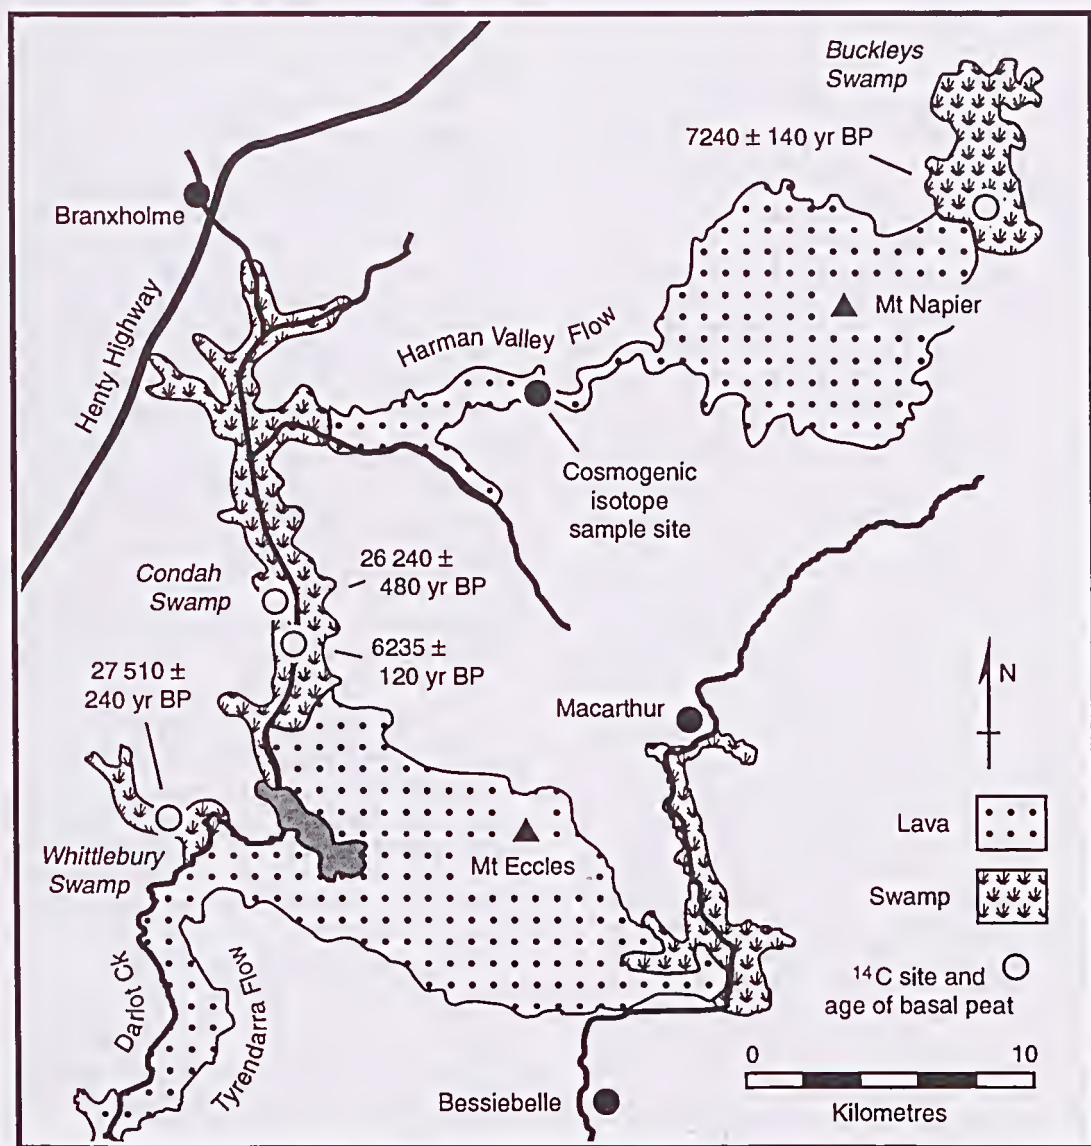 Buckleys
Swamp
7240 ± 140 yr BP
Branxholme
Henty Highway
Harman Valley Flow
Mt Napier
Cosmogenic
isotope
sample site
Condah
Swamp
26 240 ±
480 yr BP
6235 ±
120 yr BP
27 510 ±
240 yr BP
Macarthur
N
Whittlebury
Swamp
Mt Eccles
Lava
Swamp
14C site and
age of basal peat
Darlot Ck
Tyrendarra Flow
Bessiebelle
0 10
Kilometres